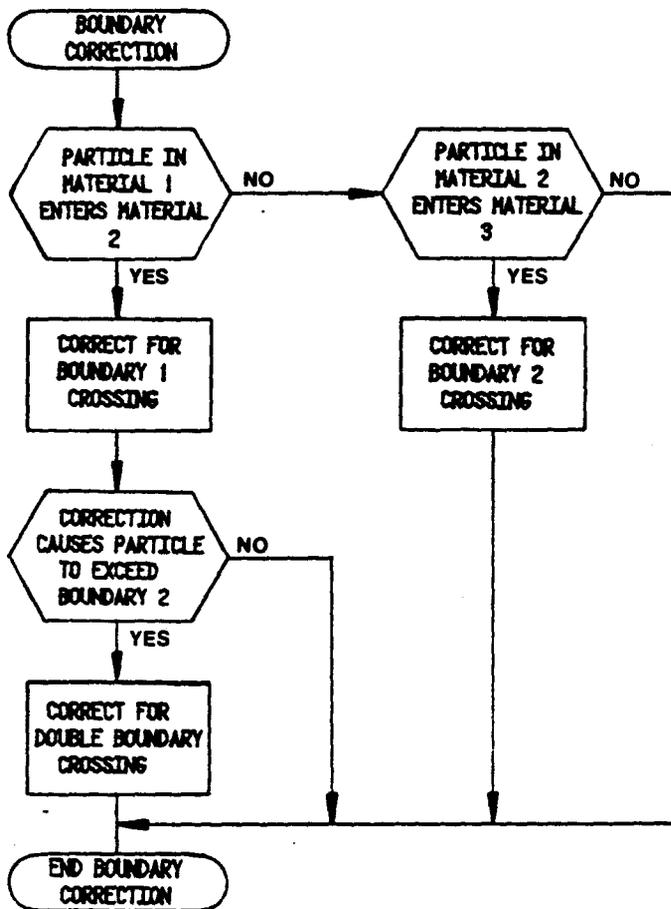 BOUNDARY
CORRECTION
PARTICLE IN
MATERIAL 1
ENTERS MATERIAL
2
NO
PARTICLE IN
MATERIAL 2
ENTERS MATERIAL
3
NO
YES
YES
CORRECT FOR
BOUNDARY 1
CROSSING
CORRECT FOR
BOUNDARY 2
CROSSING
CORRECTION
CAUSES PARTICLE
TO EXCEED
BOUNDARY 2
NO
YES
CORRECT FOR
DOUBLE BOUNDARY
CROSSING
END BOUNDARY
CORRECTION